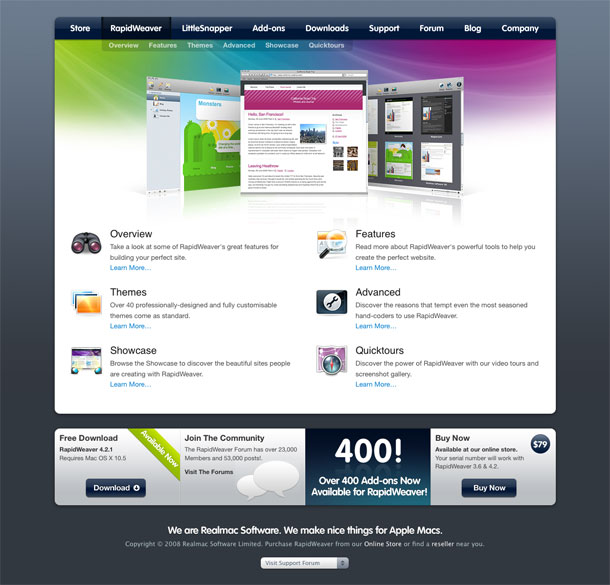 Store RapidWeaver LittleSnapper Add-ons Downloads Support Forum Blog Company
Overview Features Themes Advanced Showcase Quicktours
Monsters
Hello, San Francisco!
Leaving Heathrow
Overview
Take a look at some of RapidWeaver's great features for
building your perfect site.
Learn More...
Features
Read more about RapidWeaver's powerful tools to help you
create the perfect website.
Learn More...
Themes
Over 40 professionally-designed and fully customisable
themes come as standard.
Learn More...
Advanced
Discover the reasons that tempt even the most seasoned
hand-coders to use RapidWeaver.
Learn More...
Showcase
Browse the Showcase to discover the beautiful sites people
are creating with RapidWeaver.
Learn More...
Quicktours
Discover the power of RapidWeaver with our video tours and
screenshot gallery.
Learn More...
Free Download
RapidWeaver 4.2.1
Requires Mac OS X 10.5
Available Now
Download
Join The Community
The RapidWeaver Forum has over 23,000
Members and 53,000 posts!
Visit The Forums
400!
Over 400 Add-ons Now
Available for RapidWeaver!
Buy Now
Available at our online store.
Your serial number will work with
RapidWeaver 3.6 & 4.2.
$79
Buy Now
We are Realmac Software. We make nice things for Apple Macs.
Copyright © 2008 Realmac Software Limited. Purchase RapidWeaver from our Online Store or find a reseller near you.
Visit Support Forum